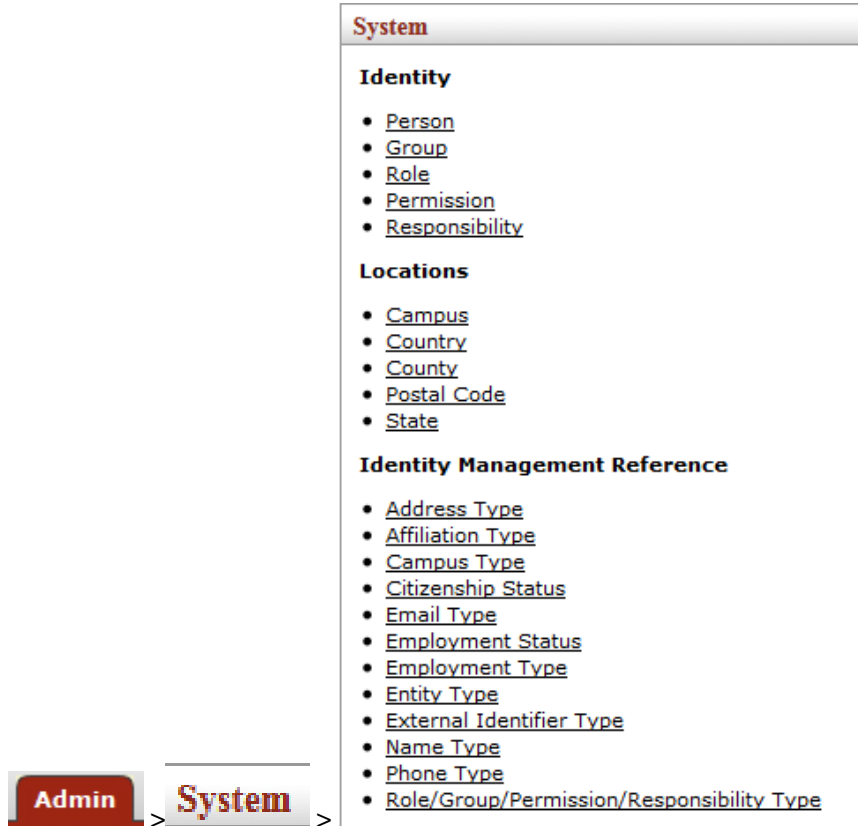 System
Identity
• Person
• Group
• Role
• Permission
• Responsibility
Locations
• Campus
• Country
• County
• Postal Code
• State
Identity Management Reference
• Address Type
• Affiliation Type
• Campus Type
• Citizenship Status
• Email Type
• Employment Status
• Employment Type
• Entity Type
• External Identifier Type
• Name Type
• Phone Type
• Role/Group/Permission/Responsibility Type
Admin > System >